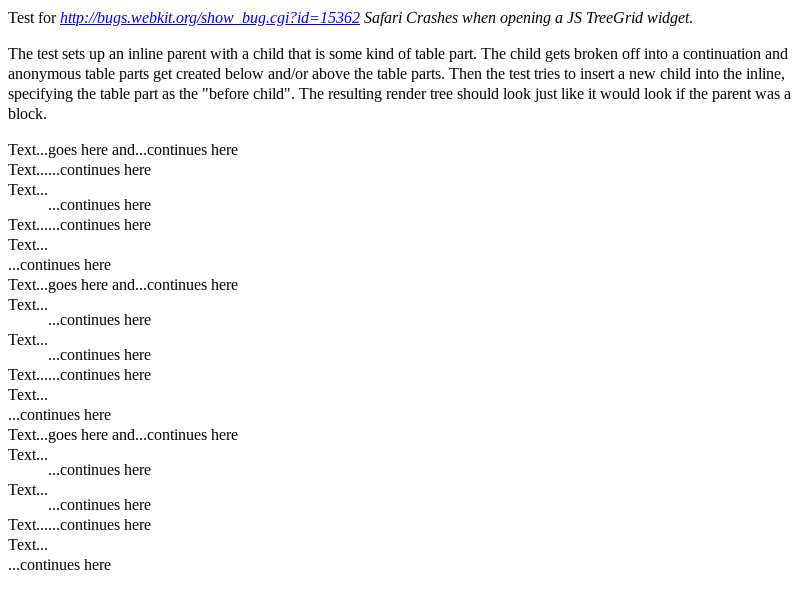 Test for http://bugs.webkit.org/show_bug.cgi?id=15362 Safari Crashes when opening a JS TreeGrid widget.
The test sets up an inline parent with a child that is some kind of table part. The child gets broken off into a continuation and
anonymous table parts get created below and/or above the table parts. Then the test tries to insert a new child into the inline,
specifying the table part as the "before child". The resulting render tree should look just like it would look if the parent was a
block.
Text...goes here and...continues here
Text......continues here
Text...
...continues here
Text......continues here
Text...
...continues here
Text...goes here and...continues here
Text...
...continues here
Text...
...continues here
Text......continues here
Text...
...continues here
Text...goes here and...continues here
Text...
...continues here
Text...
...continues here
Text......continues here
Text...
...continues here